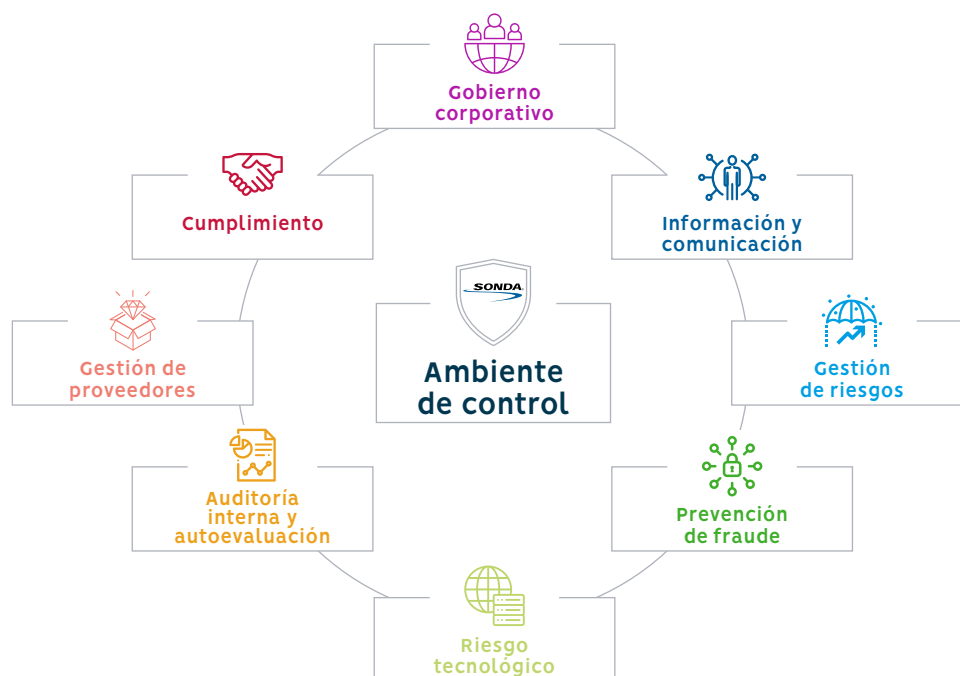 Gobierno
corporativo
Cumplimiento
Información y
comunicación
SONDA
Ambiente
de control
Gestión de
proveedores
Gestión
de riesgos
Auditoría
interna y
autoevaluación
Prevención
de fraude
Riesgo
tecnológico